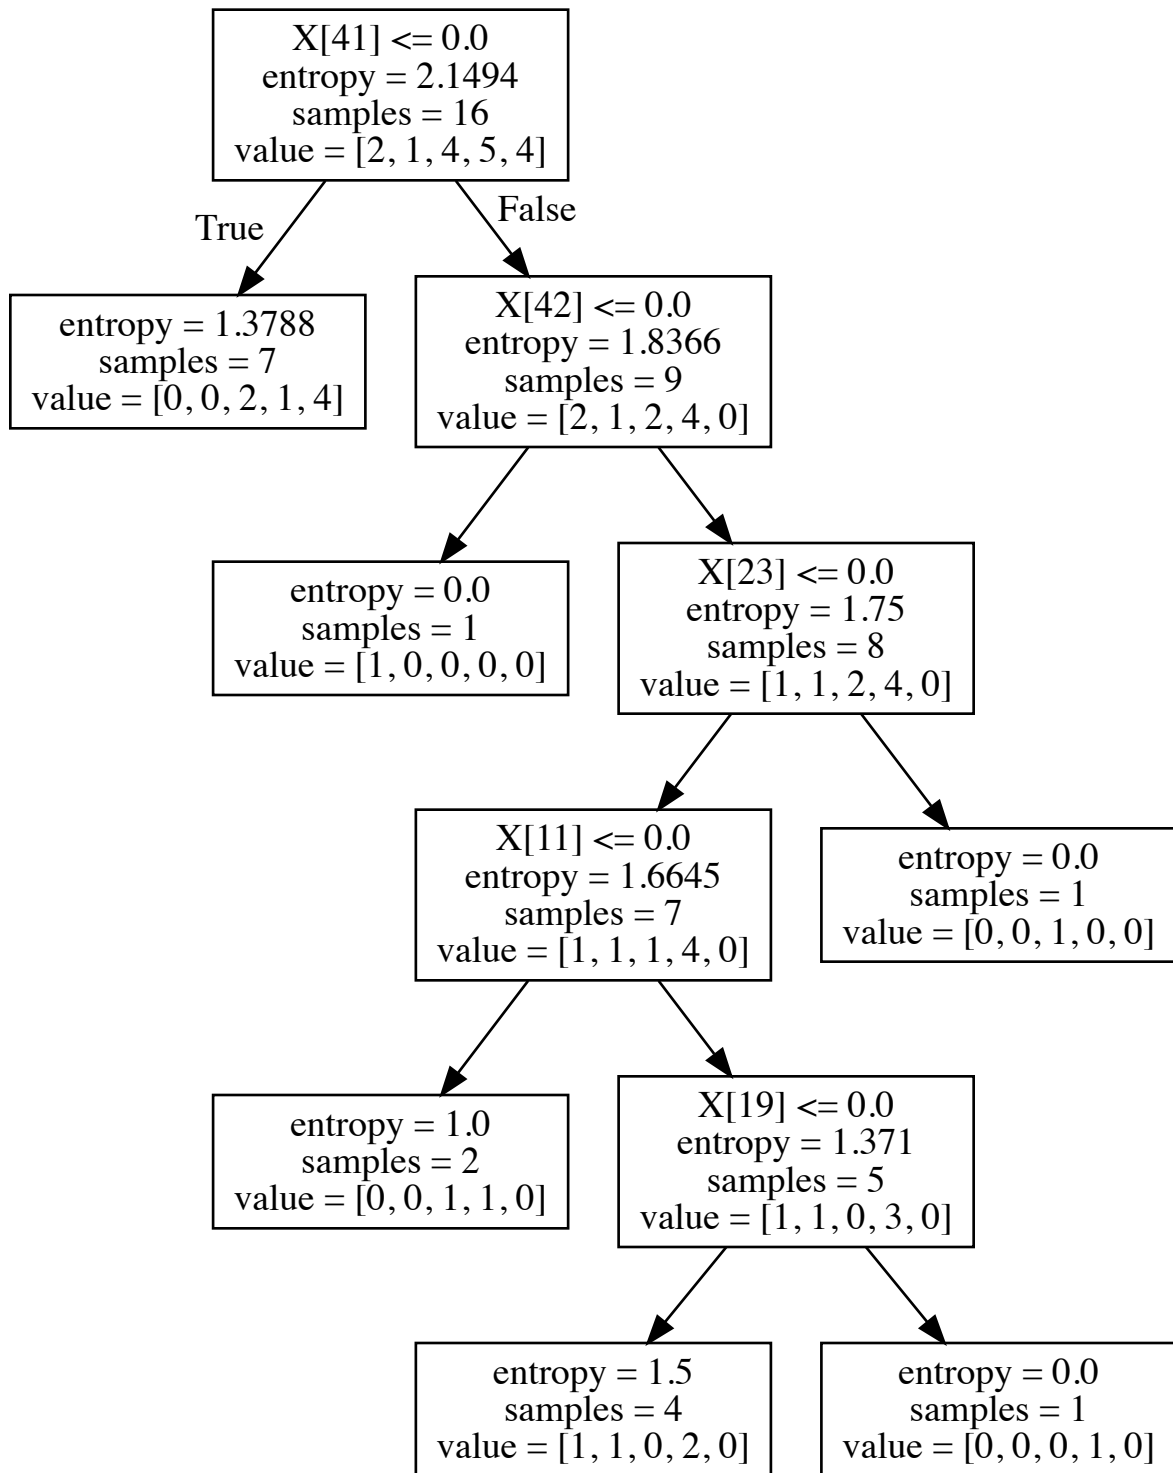 X[41] <= 0.0
entropy = 2.1494
samples = 16
value = [2, 1, 4, 5, 4]
True
False
entropy = 1.3788
samples = 7
value = [0, 0, 2, 1, 4]
X[42] <= 0.0
entropy = 1.8366
samples = 9
value = [2, 1, 2, 4, 0]
entropy = 0.0
samples = 1
value = [1, 0, 0, 0, 0]
X[23] <= 0.0
entropy = 1.75
samples = 8
value = [1, 1, 2, 4, 0]
X[11] <= 0.0
entropy = 1.6645
samples = 7
value = [1, 1, 1, 4, 0]
entropy = 0.0
samples = 1
value = [0, 0, 1, 0, 0]
entropy = 1.0
samples = 2
value = [0, 0, 1, 1, 0]
X[19] <= 0.0
entropy = 1.371
samples = 5
value = [1, 1, 0, 3, 0]
entropy = 1.5
samples = 4
value = [1, 1, 0, 2, 0]
entropy = 0.0
samples = 1
value = [0, 0, 0, 1, 0]